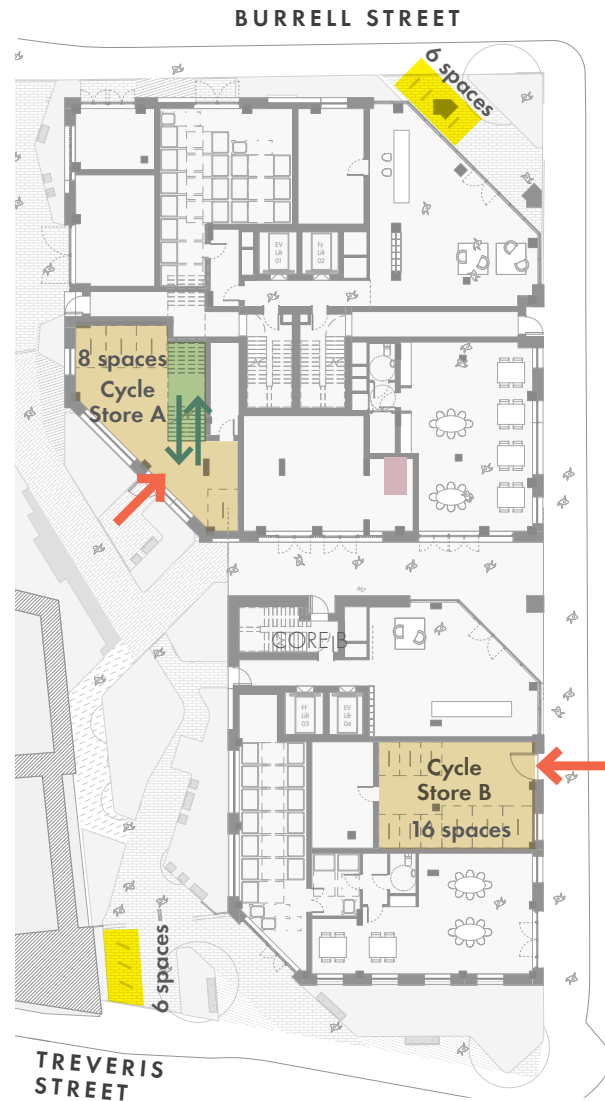 BURRELL STREET
6 spaces
EV
Lift
01
FF
Lift
02
8 spaces
Cycle
Store A
CORE B
FF
Lift
03
EV
Lift
04
Cycle
Store B
16 spaces
6 spaces
TREVERIS
STREET